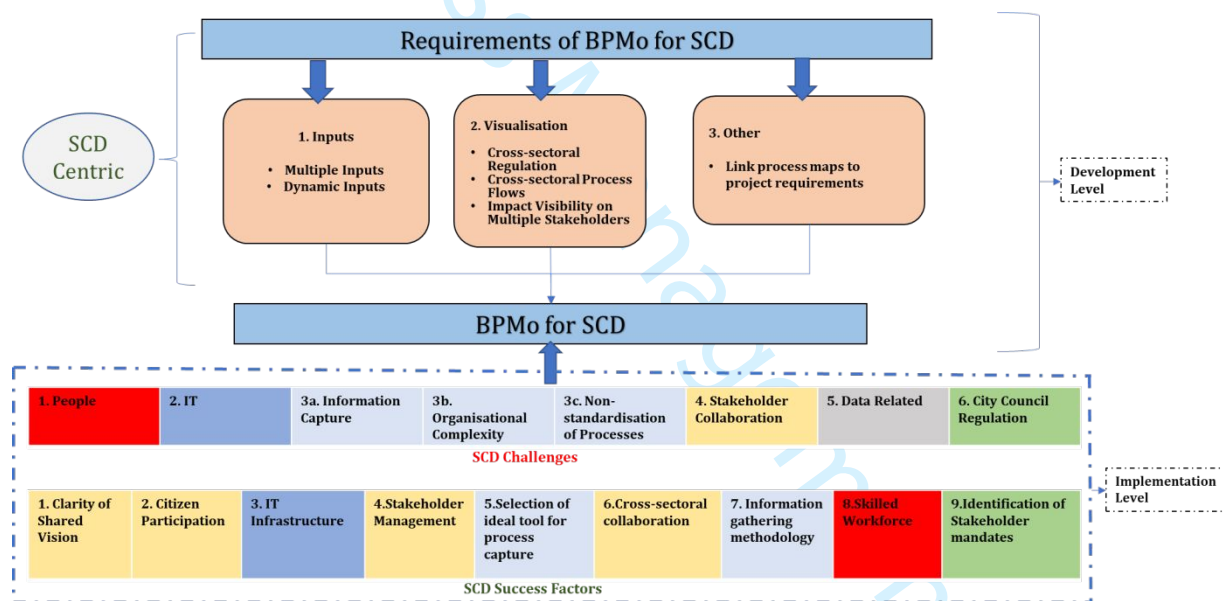 Requirements of BPMo for SCD
SCD
Centric
1. Inputs
• Multiple Inputs
• Dynamic Inputs
2. Visualisation
• Cross-sectoral
Regulation
• Cross-sectoral Process
Flows
• Impact Visibility on
Multiple Stakeholders
3. Other
• Link process maps to
project requirements
Development
Level
BPMo for SCD
1. People
2. IT
3a. Information
Capture
3b.
Organisational
Complexity
3c. Non-
standardisation
of Processes
4. Stakeholder
Collaboration
5. Data Related
6. City Council
Regulation
SCD Challenges
Implementation
Level
1. Clarity of
Shared
Vision
2. Citizen
Participation
3. IT
Infrastructure
4.Stakeholder
Management
5.Selection of
ideal tool for
process
capture
6.Cross-sectoral
collaboration
7. Information
gathering
methodology
8.Skilled
Workforce
9.Identification of
Stakeholder
mandates
SCD Success Factors